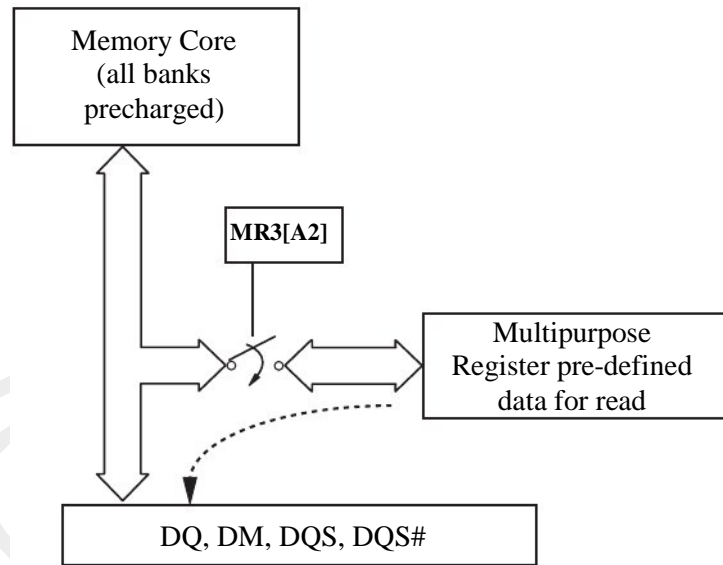 Memory Core
(all banks
precharged)
MR3[A2]
Multipurpose
Register pre-defined
data for read
DQ, DM, DQS, DQS#